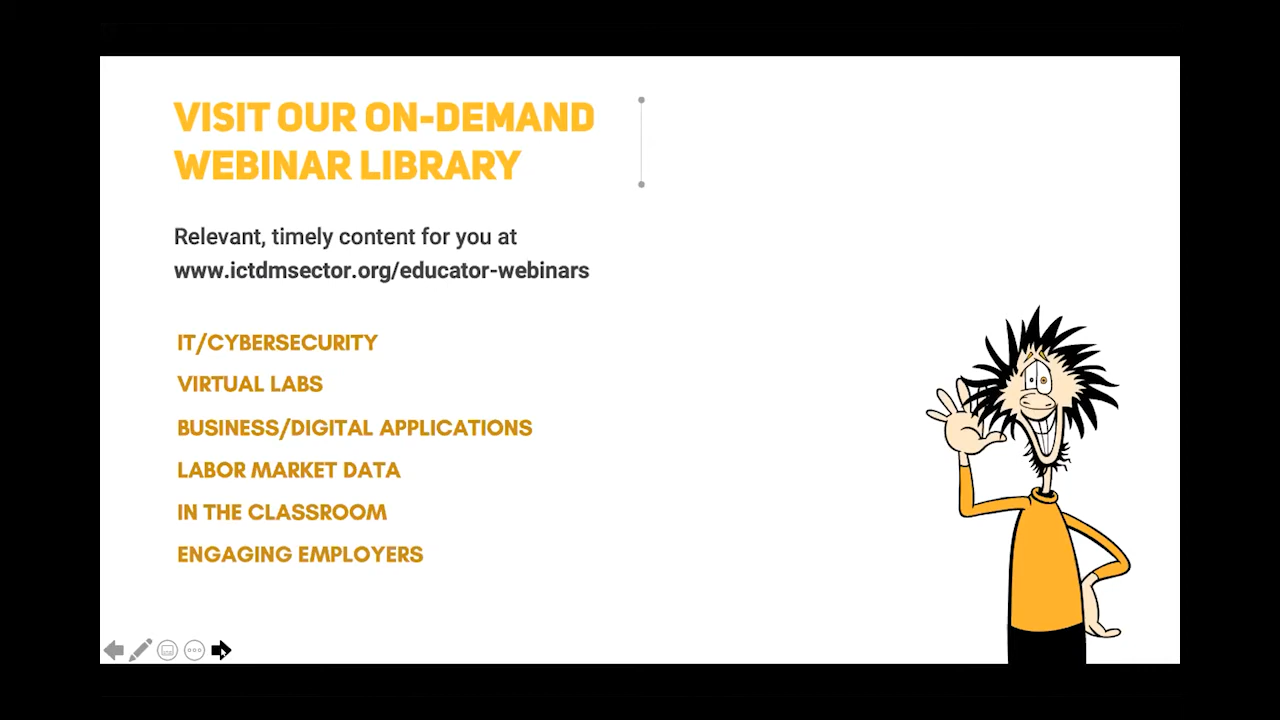 VISIT OUR ON-DEMAND
WEBINAR LIBRARY
Relevant, timely content for you at
www.ictdmsector.org/educator-webinars
IT/CYBERSECURITY
VIRTUAL LABS
BUSINESS/DIGITAL APPLICATIONS
LABOR MARKET DATA
IN THE CLASSROOM
ENGAGING EMPLOYERS